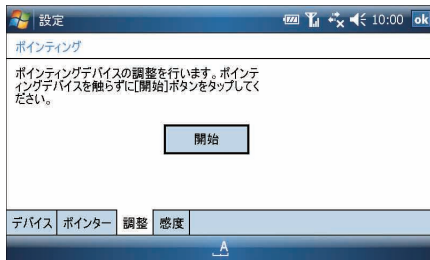 設定 10:00 ok
ポインティング
ポインティングデバイスの調整を行います。ポインテ
ィングデバイスを触らずに[開始]ボタンをタップしてく
ださい。
開始
デバイス ポインター 調整 感度
A